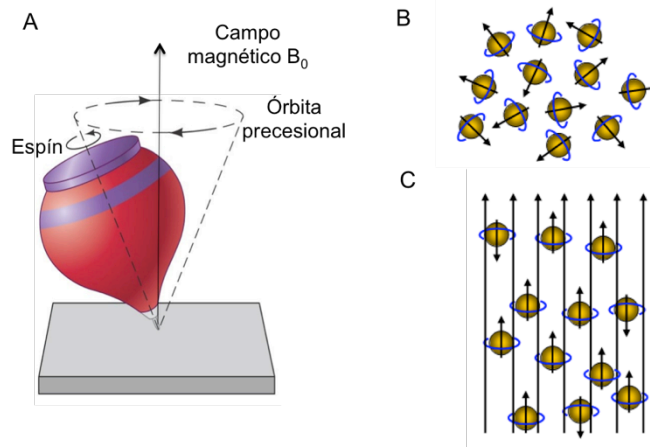 A
Campo
magnético B₀
Órbita
precesional
Espín
B
C